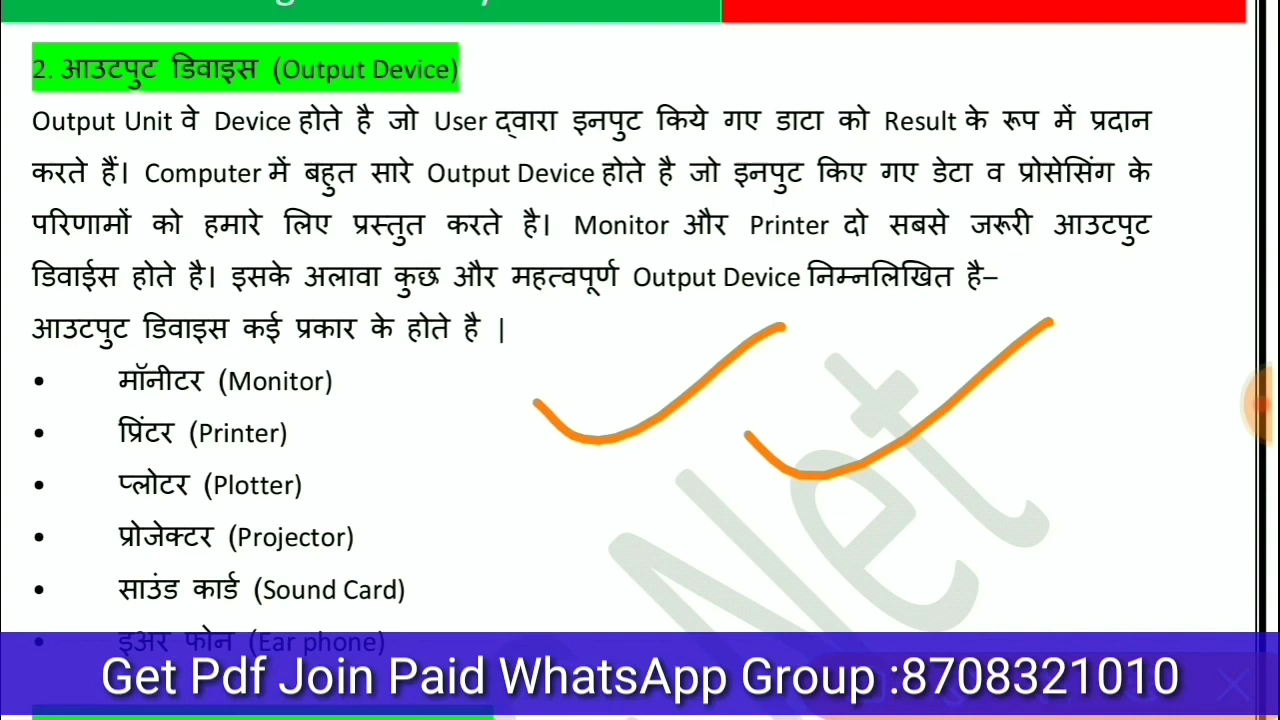 2. आउटपुट डिवाइस (Output Device)
Output Unit वे Device होते है जो User द्वारा इनपुट किये गए डाटा को Result के रूप में प्रदान
करते हैं। Computer में बहुत सारे Output Device होते है जो इनपुट किए गए डेटा व प्रोसेसिंग के
परिणामों को हमारे लिए प्रस्तुत करते है। Monitor और Printer दो सबसे जरूरी आउटपुट
डिवाईस होते है। इसके अलावा कुछ और महत्वपूर्ण Output Device निम्नलिखित है–
आउटपुट डिवाइस कई प्रकार के होते है |
• मॉनीटर (Monitor)
• प्रिंटर (Printer)
• प्लोटर (Plotter)
• प्रोजेक्टर (Projector)
• साउंड कार्ड (Sound Card)
• इअर फोन (Ear phone)
Get Pdf Join Paid WhatsApp Group :8708321010
Net